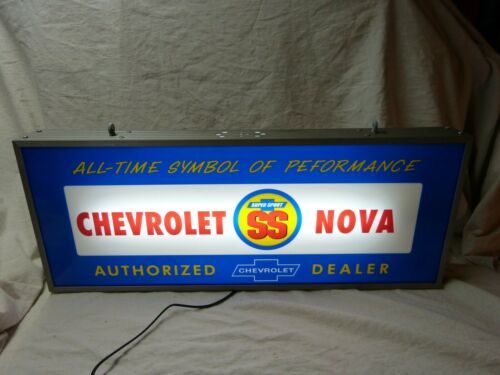 ALL-TIME SYMBOL OF PEFORMANCE
SUPER SPORT
CHEVROLET SS NOVA
AUTHORIZED CHEVROLET DEALER